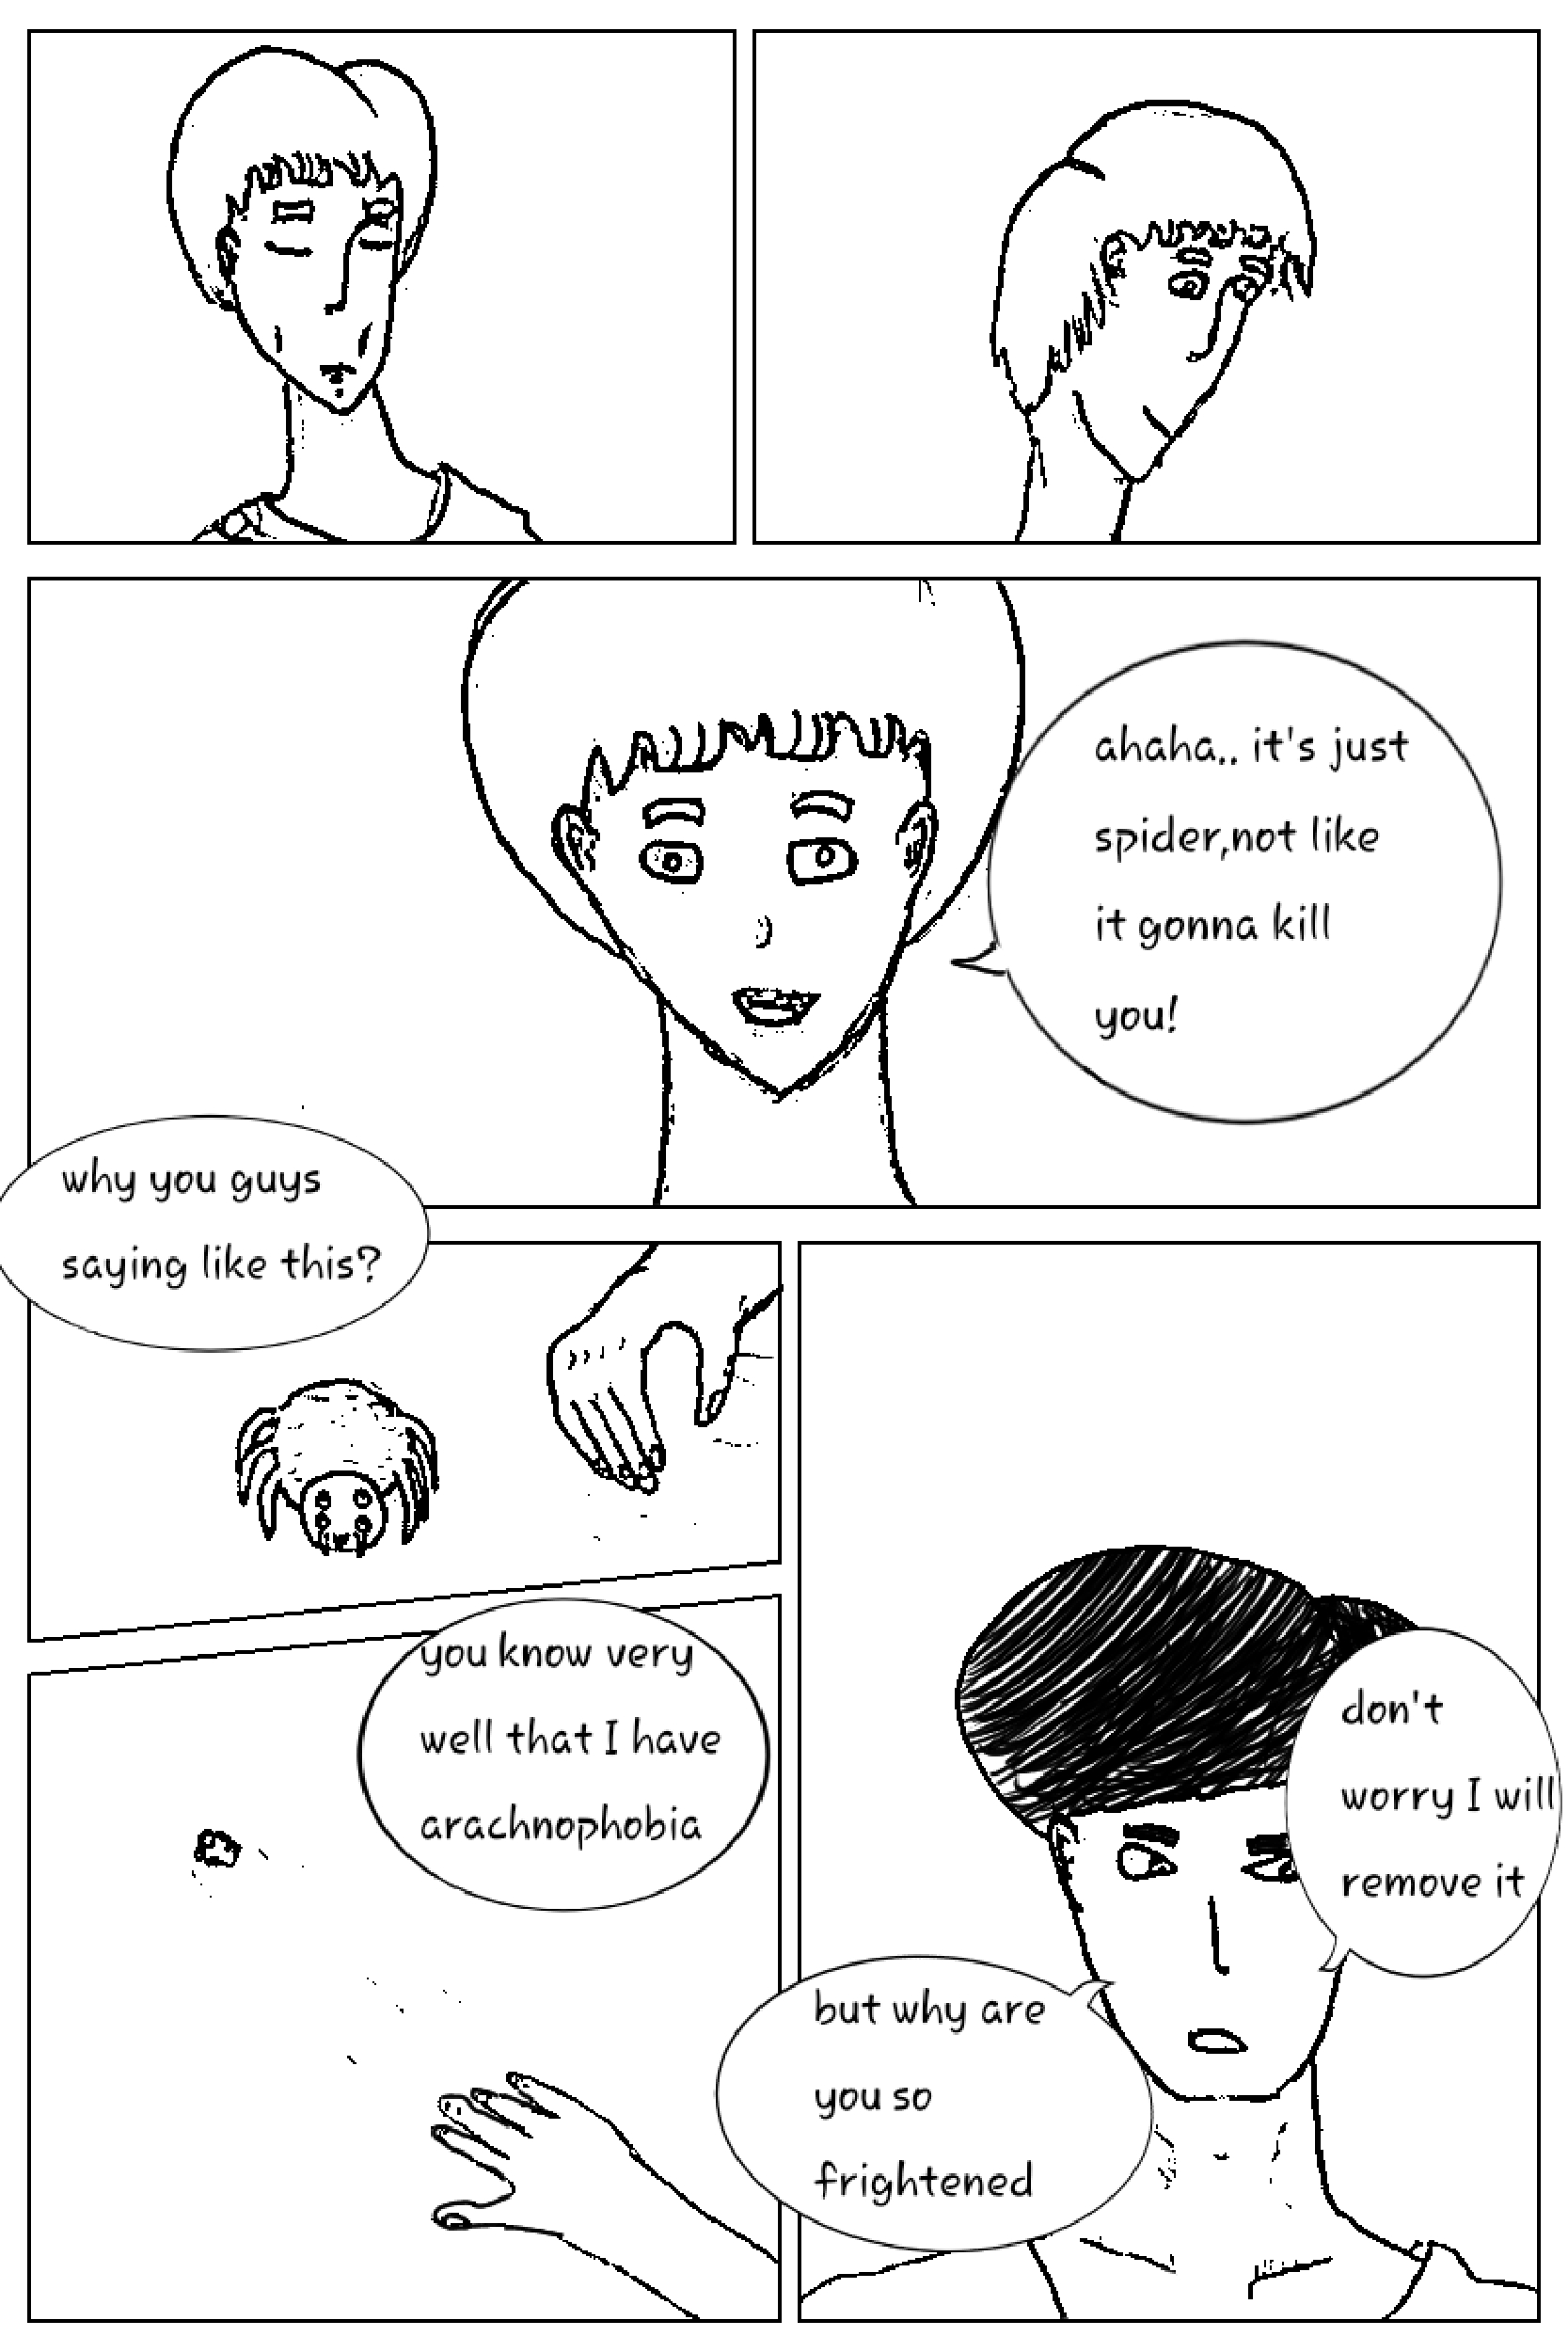 ahaha.. it's just
spider,not like
it gonna kill
you!
why you guys
saying like this?
you know very
well that I have
arachnophobia
don't
worry I will
remove it
but why are
you so
frightened